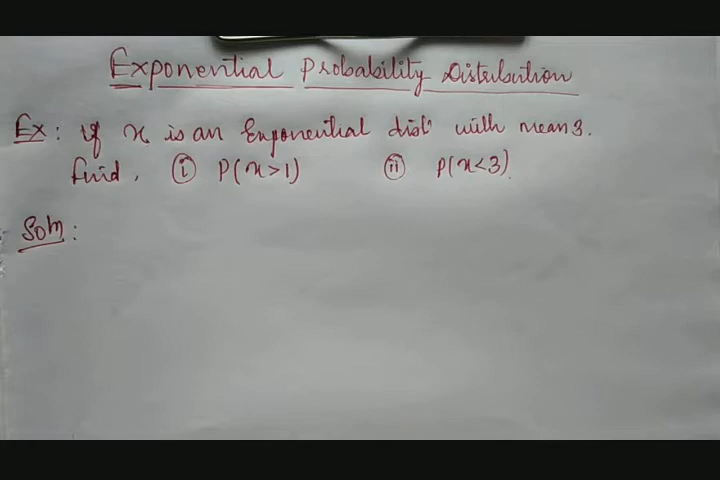 Exponential Probability Distribution
Ex: if x is an Exponential distⁿ with mean 3.
find, (i) P(x>1) (ii) P(x<3).
Soln: